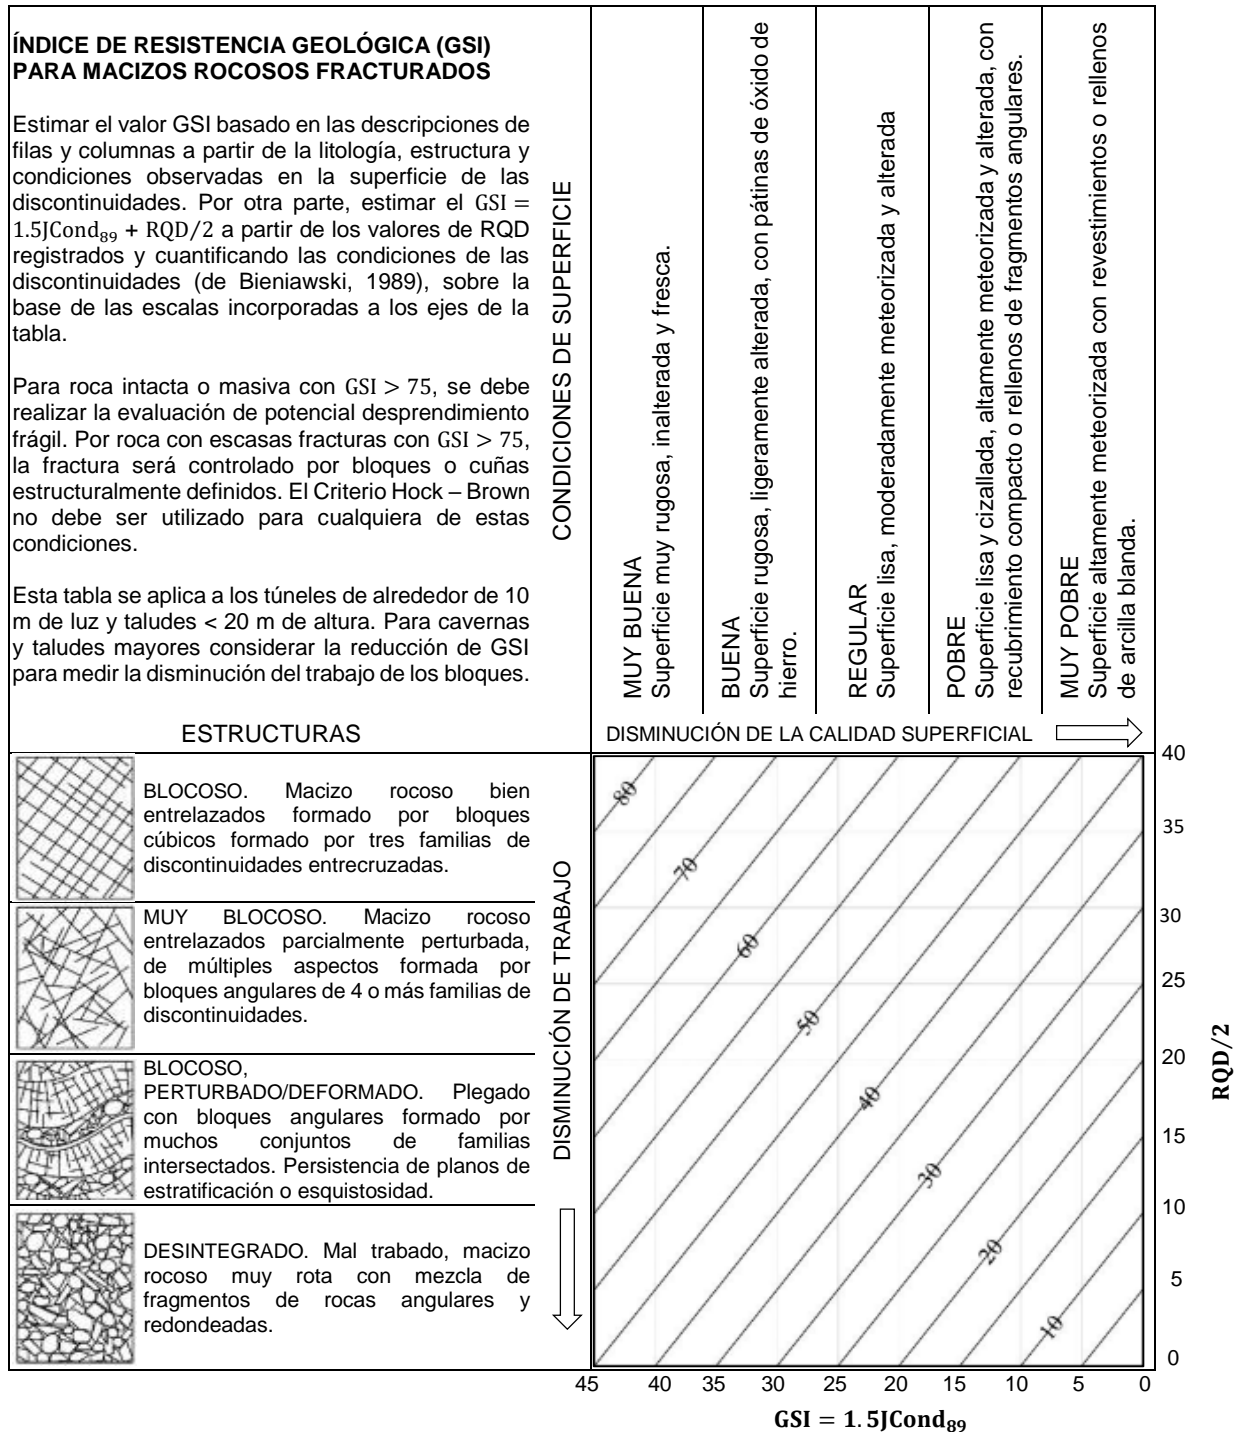 ÍNDICE DE RESISTENCIA GEOLÓGICA (GSI)
PARA MACIZOS ROCOSOS FRACTURADOS
Estimar el valor GSI basado en las descripciones de
filas y columnas a partir de la litología, estructura y
condiciones observadas en la superficie de las
discontinuidades. Por otra parte, estimar el GSI =
1.5JCond₈₉ + RQD/2 a partir de los valores de RQD
registrados y cuantificando las condiciones de las
discontinuidades (de Bieniawski, 1989), sobre la
base de las escalas incorporadas a los ejes de la
tabla.
Para roca intacta o masiva con GSI > 75, se debe
realizar la evaluación de potencial desprendimiento
frágil. Por roca con escasas fracturas con GSI > 75,
la fractura será controlado por bloques o cuñas
estructuralmente definidos. El Criterio Hock – Brown
no debe ser utilizado para cualquiera de estas
condiciones.
Esta tabla se aplica a los túneles de alrededor de 10
m de luz y taludes < 20 m de altura. Para cavernas
y taludes mayores considerar la reducción de GSI
para medir la disminución del trabajo de los bloques.
CONDICIONES DE SUPERFICIE
MUY BUENA
Superficie muy rugosa, inalterada y fresca.
BUENA
Superficie rugosa, ligeramente alterada, con pátinas de óxido de
hierro.
REGULAR
Superficie lisa, moderadamente meteorizada y alterada
POBRE
Superficie lisa y cizallada, altamente meteorizada y alterada, con
recubrimiento compacto o rellenos de fragmentos angulares.
MUY POBRE
Superficie altamente meteorizada con revestimientos o rellenos
de arcilla blanda.
ESTRUCTURAS
DISMINUCIÓN DE LA CALIDAD SUPERFICIAL
BLOCOSO. Macizo rocoso bien
entrelazados formado por bloques
cúbicos formado por tres familias de
discontinuidades entrecruzadas.
MUY BLOCOSO. Macizo rocoso
entrelazados parcialmente perturbada,
de múltiples aspectos formada por
bloques angulares de 4 o más familias de
discontinuidades.
BLOCOSO,
PERTURBADO/DEFORMADO. Plegado
con bloques angulares formado por
muchos conjuntos de familias
intersectados. Persistencia de planos de
estratificación o esquistosidad.
DESINTEGRADO. Mal trabado, macizo
rocoso muy rota con mezcla de
fragmentos de rocas angulares y
redondeadas.
DISMINUCIÓN DE TRABAJO
80
70
60
50
40
30
20
10
40
35
30
25
20
15
10
5
0
RQD/2
45 40 35 30 25 20 15 10 5 0
GSI = 1.5JCond₈₉